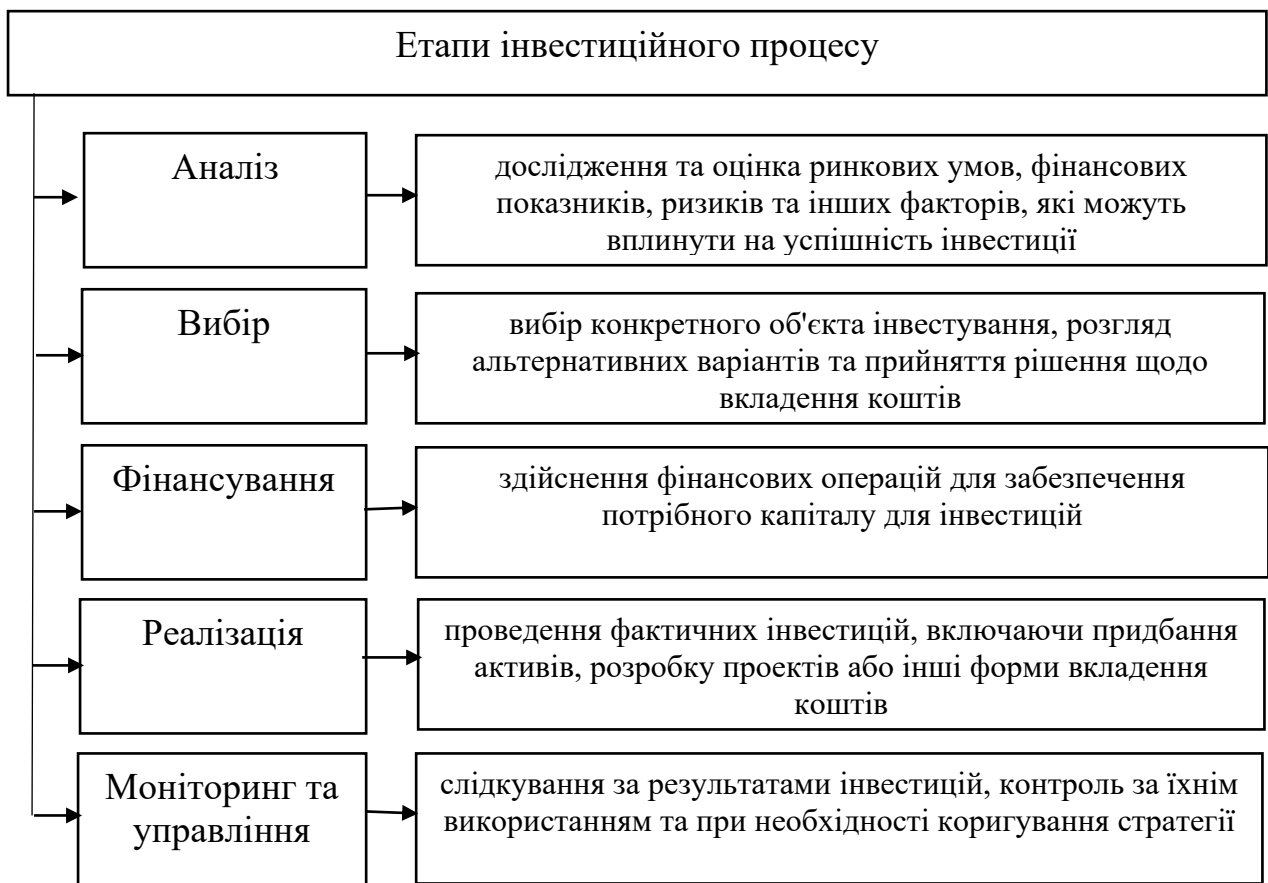 Етапи інвестиційного процесу
Аналіз
дослідження та оцінка ринкових умов, фінансових
показників, ризиків та інших факторів, які можуть
вплинути на успішність інвестиції
Вибір
вибір конкретного об'єкта інвестування, розгляд
альтернативних варіантів та прийняття рішення щодо
вкладення коштів
Фінансування
здійснення фінансових операцій для забезпечення
потрібного капіталу для інвестицій
Реалізація
проведення фактичних інвестицій, включаючи придбання
активів, розробку проектів або інші форми вкладення
коштів
Моніторинг та
управління
слідкування за результатами інвестицій, контроль за їхнім
використанням та при необхідності коригування стратегії